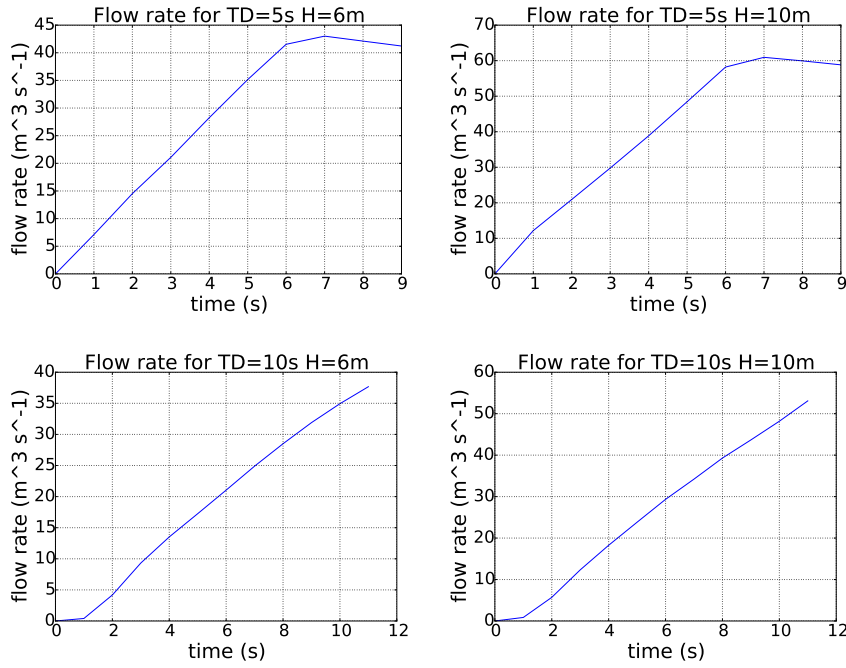 Flow rate for TD=5s H=6m
flow rate (m^3 s^-1)
45
40
35
30
25
20
15
10
5
0
0 1 2 3 4 5 6 7 8 9
time (s)
Flow rate for TD=5s H=10m
flow rate (m^3 s^-1)
70
60
50
40
30
20
10
0
0 1 2 3 4 5 6 7 8 9
time (s)
Flow rate for TD=10s H=6m
flow rate (m^3 s^-1)
40
35
30
25
20
15
10
5
0
0 2 4 6 8 10 12
time (s)
Flow rate for TD=10s H=10m
flow rate (m^3 s^-1)
60
50
40
30
20
10
0
0 2 4 6 8 10 12
time (s)